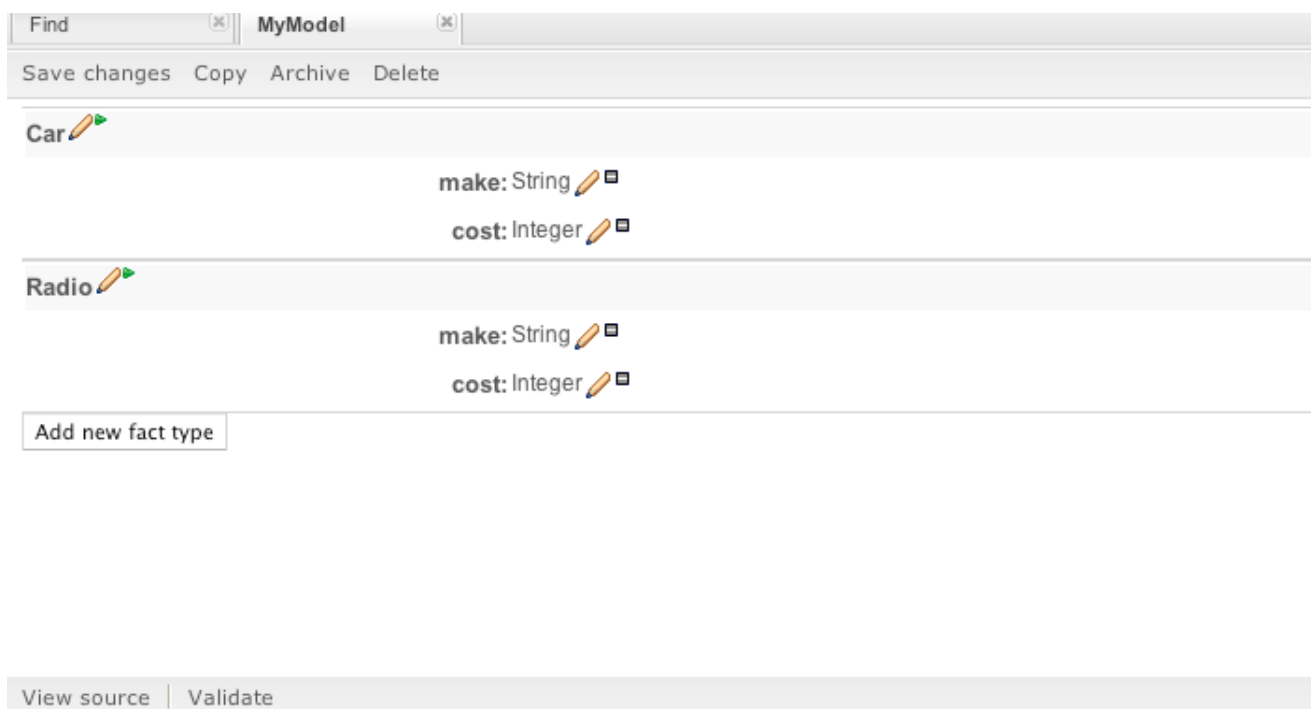 Find MyModel
Save changes Copy Archive Delete
Car
make: String
cost: Integer
Radio
make: String
cost: Integer
Add new fact type
View source Validate